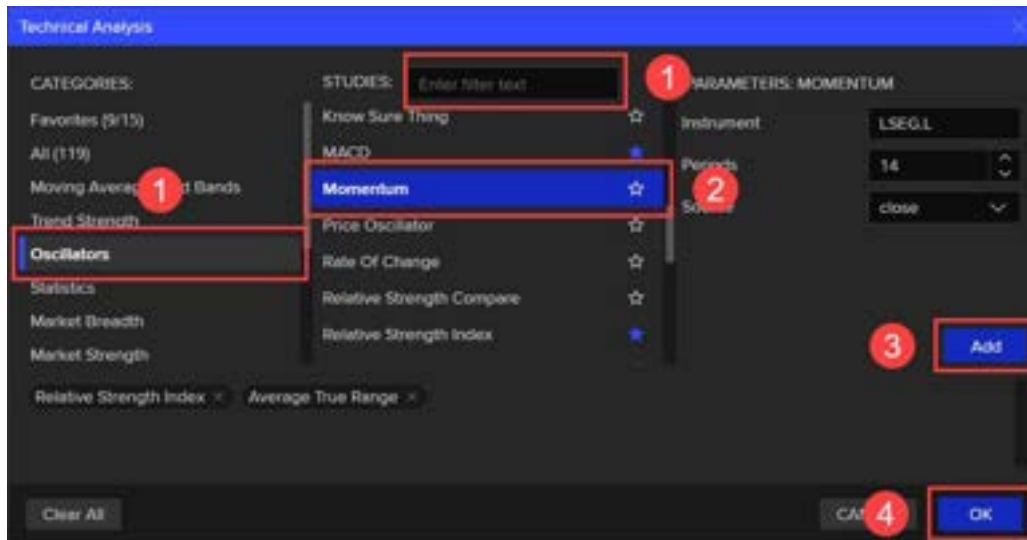 Technical Analysis
CATEGORIES:
Favorites (9/15)
All (119)
Moving Bands
Trend Strength
Oscillators
Statistics
Market Breadth
Market Strength
1
STUDIES:
Enter filter text
1
Know Sure Thing
MACD
Momentum
2
Price Oscillator
Rate Of Change
Relative Strength Compare
Relative Strength Index
PARAMETERS: MOMENTUM
Instrument LSEG.L
Periods 14
close
3
Add
Relative Strength Index × Average True Range ×
Clear All
4
OK